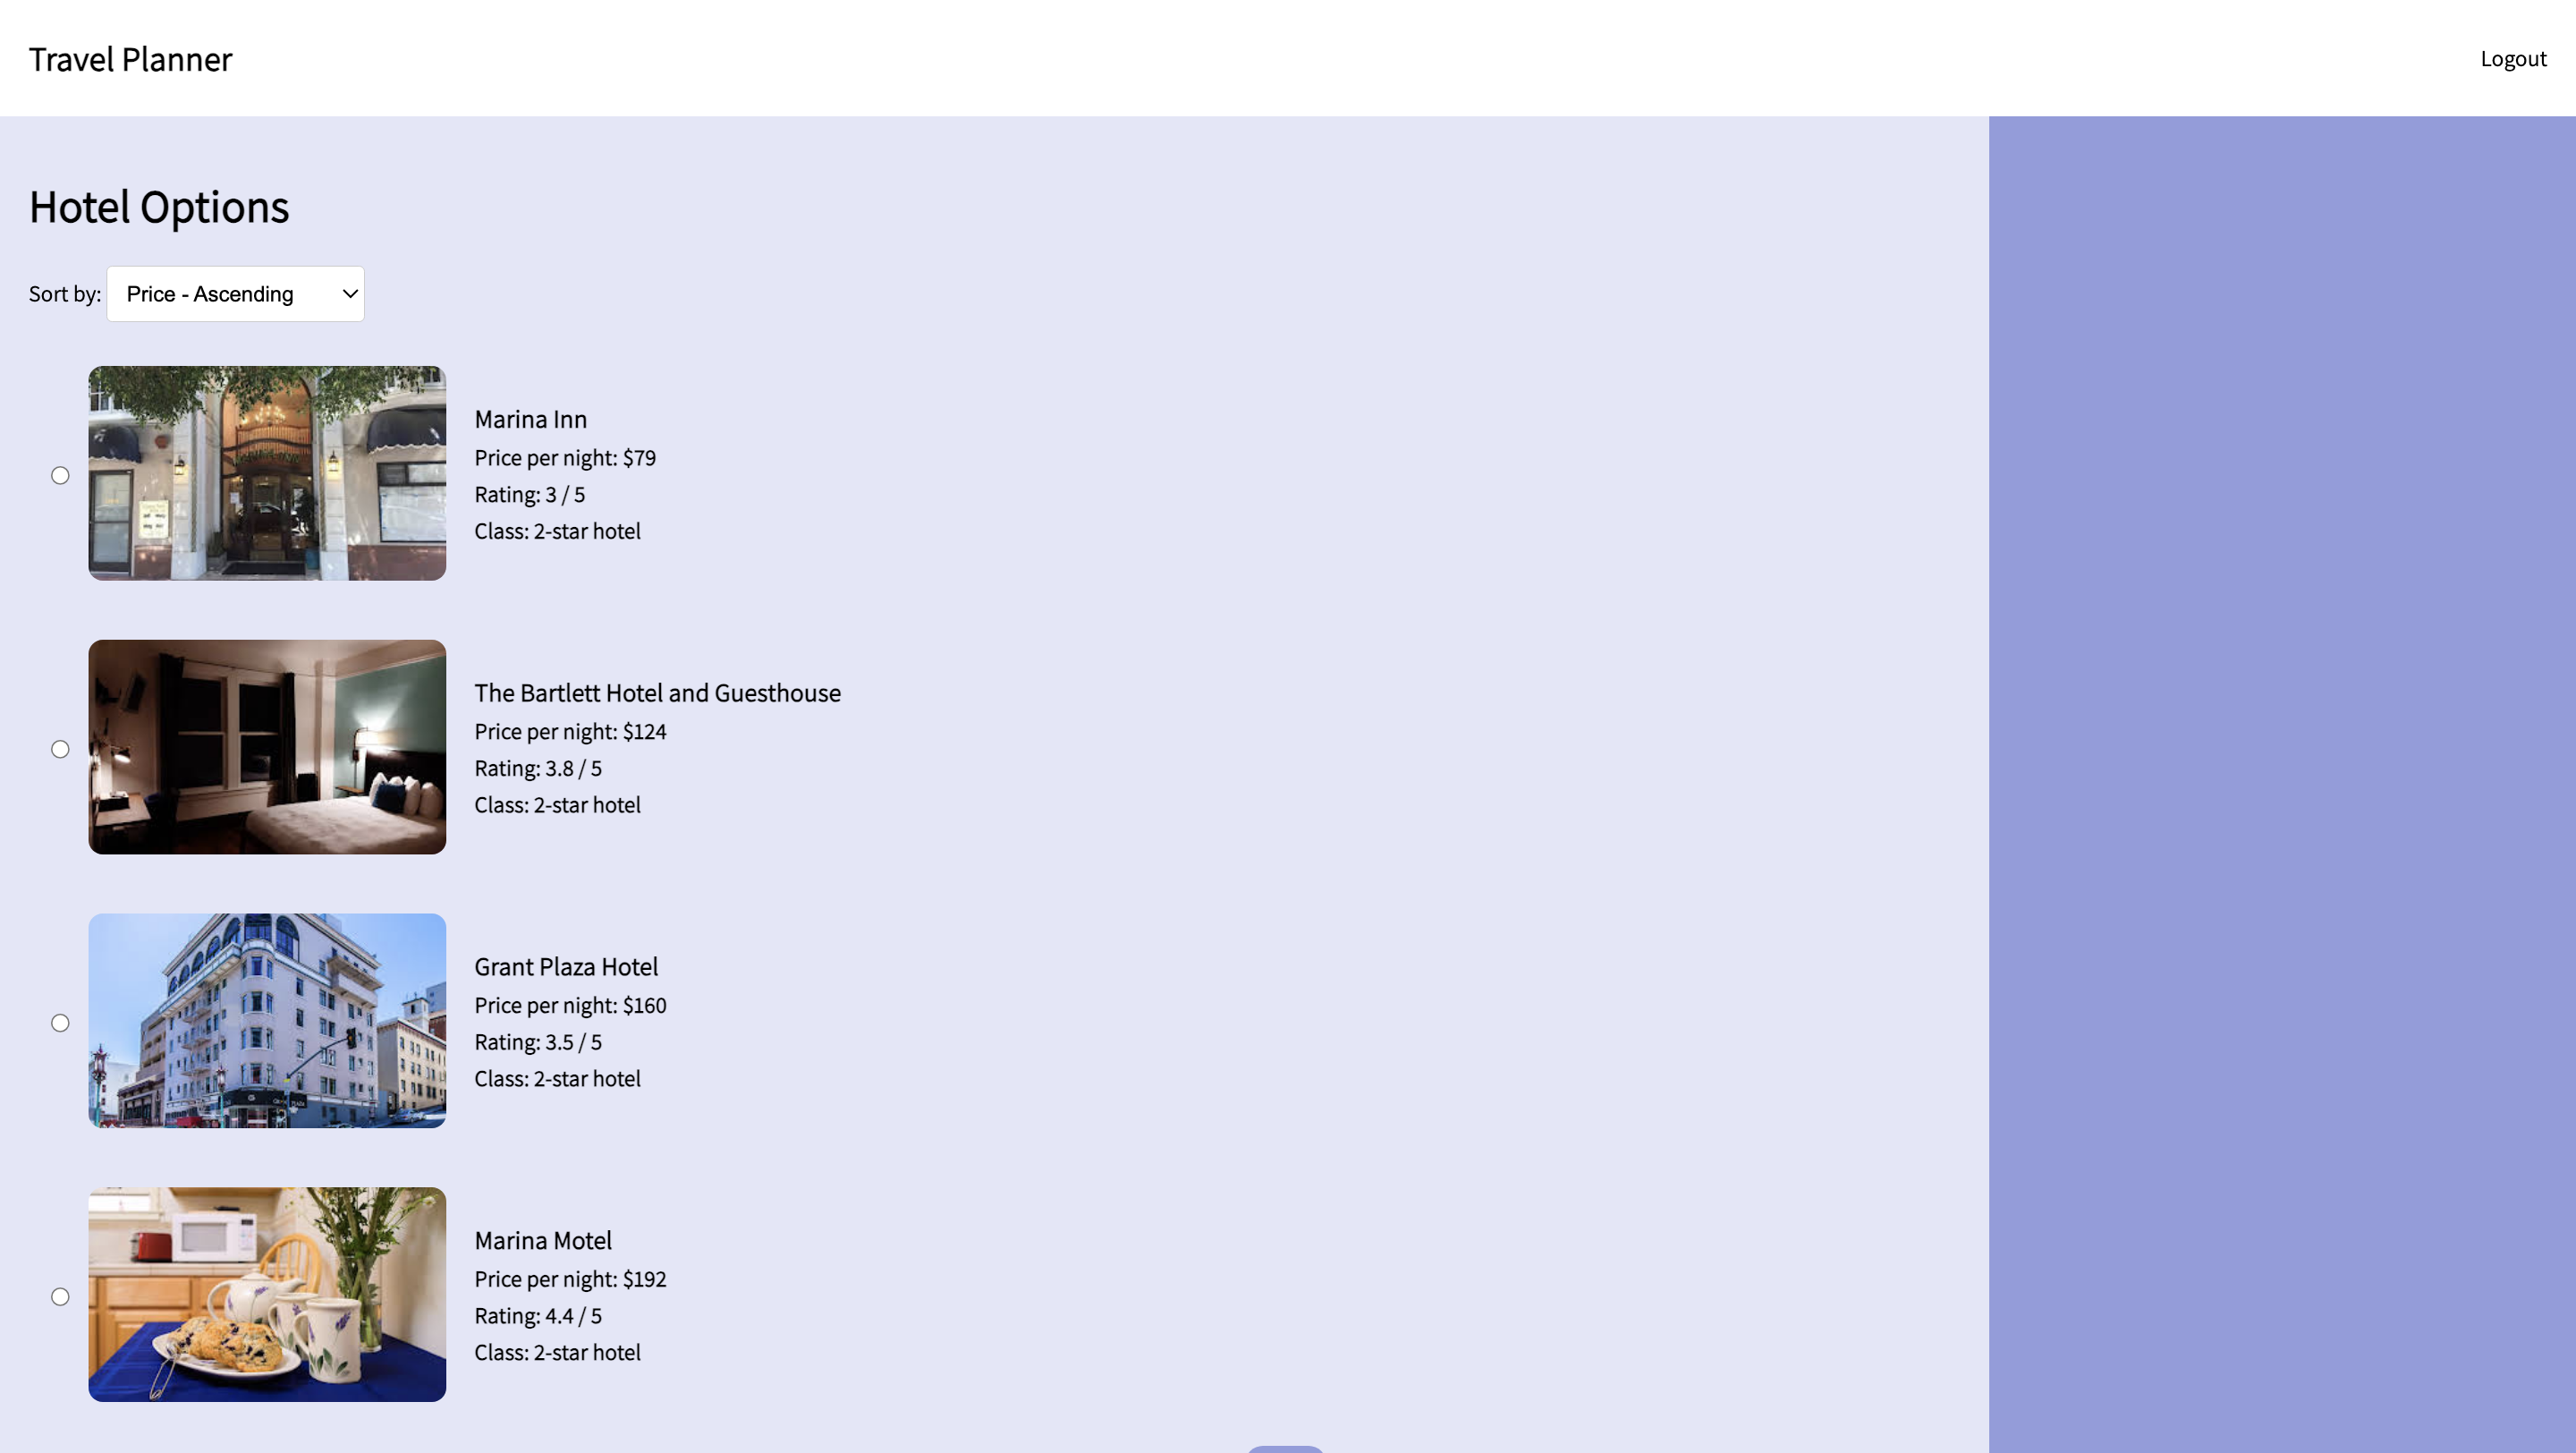 Travel Planner
Logout
Hotel Options
Sort by: Price - Ascending
Marina Inn
Price per night: $79
Rating: 3 / 5
Class: 2-star hotel
The Bartlett Hotel and Guesthouse
Price per night: $124
Rating: 3.8 / 5
Class: 2-star hotel
Grant Plaza Hotel
Price per night: $160
Rating: 3.5 / 5
Class: 2-star hotel
Marina Motel
Price per night: $192
Rating: 4.4 / 5
Class: 2-star hotel